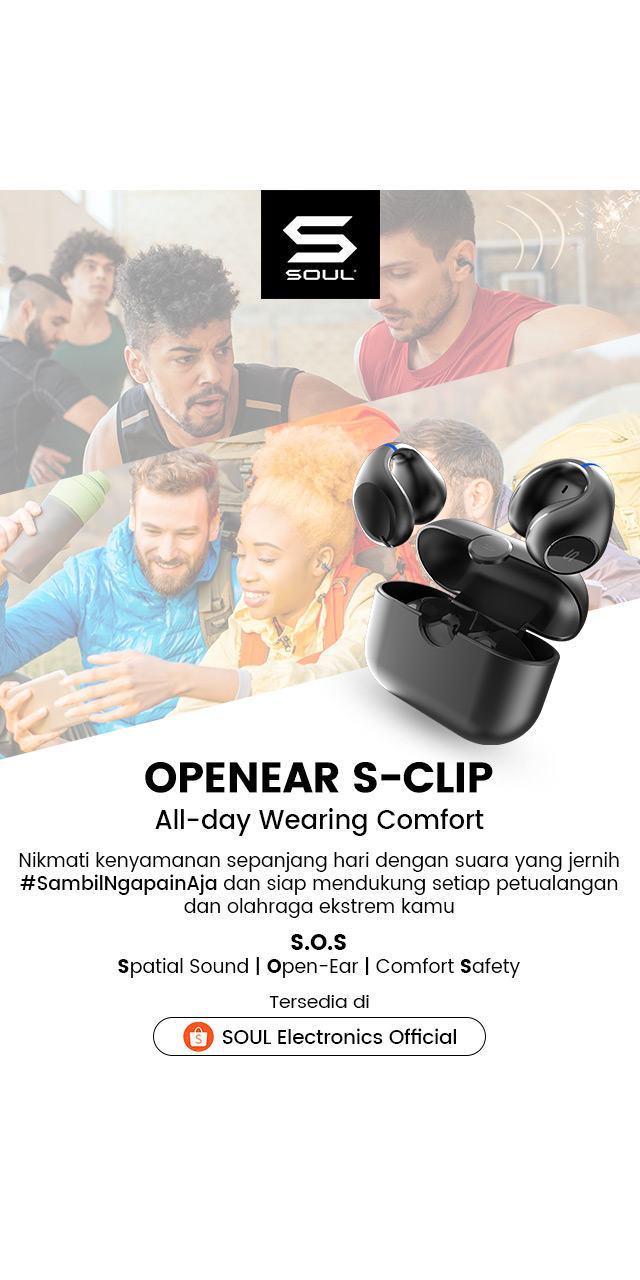 SOUL
OPENEAR S-CLIP
All-day Wearing Comfort
Nikmati kenyamanan sepanjang hari dengan suara yang jernih
#SambilNgapainAja dan siap mendukung setiap petualangan
dan olahraga ekstrem kamu
S.O.S
Spatial Sound | Open-Ear | Comfort Safety
Tersedia di
SOUL Electronics Official